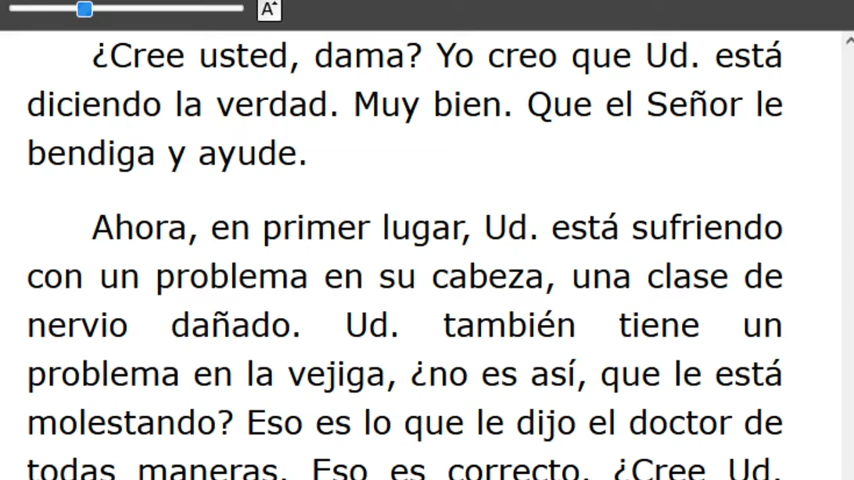 A
¿Cree usted, dama? Yo creo que Ud. está
diciendo la verdad. Muy bien. Que el Señor le
bendiga y ayude.
Ahora, en primer lugar, Ud. está sufriendo
con un problema en su cabeza, una clase de
nervio dañado. Ud. también tiene un
problema en la vejiga, ¿no es así, que le está
molestando? Eso es lo que le dijo el doctor de
todas maneras. Eso es correcto. ¿Cree Ud.